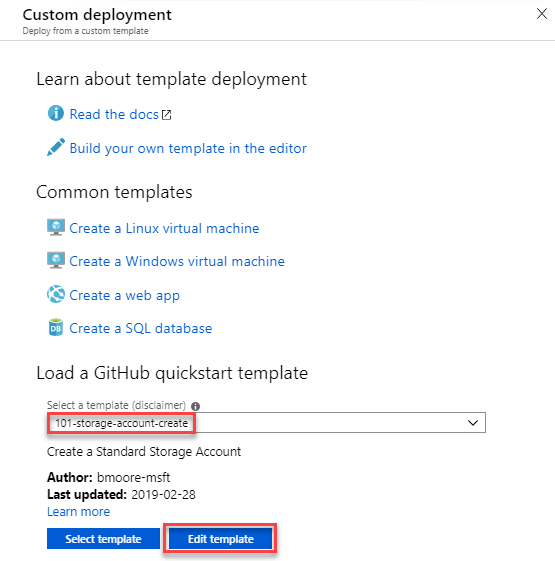 Custom deployment
Deploy from a custom template
Learn about template deployment
Read the docs
Build your own template in the editor
Common templates
Create a Linux virtual machine
Create a Windows virtual machine
Create a web app
DB Create a SQL database
Load a GitHub quickstart template
Select a template (disclaimer)
101-storage-account-create
Create a Standard Storage Account
Author: bmoore-msft
Last updated: 2019-02-28
Learn more
Select template Edit template